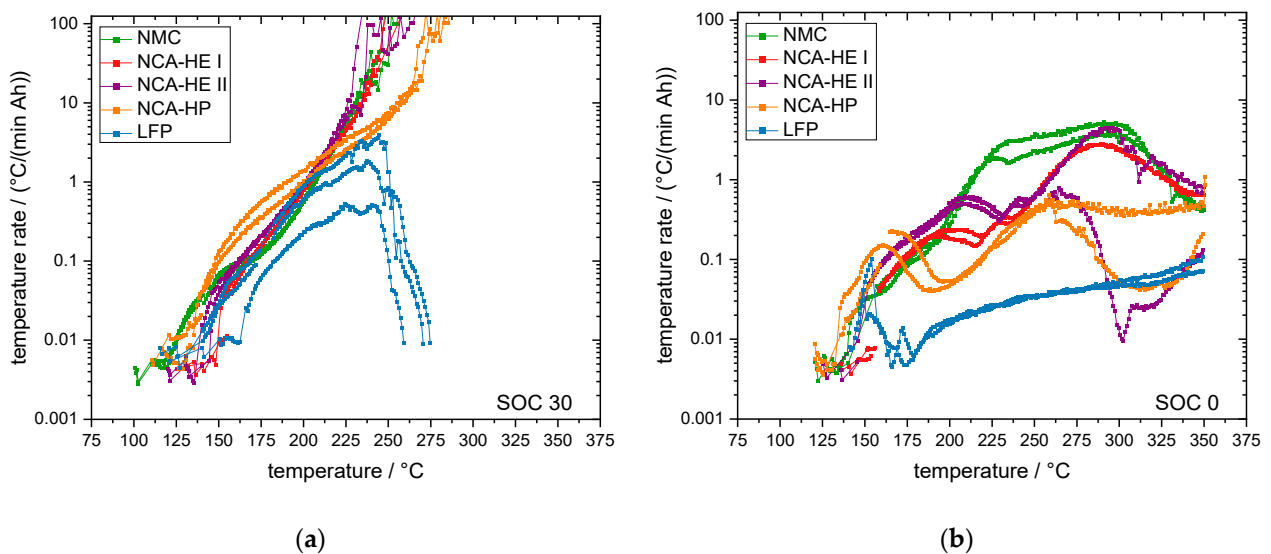 100
10
1
0.1
0.01
0.001
temperature rate / (°C/(min Ah))
NMC
NCA-HE I
NCA-HE II
NCA-HP
LFP
SOC 30
75 100 125 150 175 200 225 250 275 300 325 350 375
temperature / °C
(a)
100
10
1
0.1
0.01
0.001
temperature rate / (°C/(min Ah))
NMC
NCA-HE I
NCA-HE II
NCA-HP
LFP
SOC 0
75 100 125 150 175 200 225 250 275 300 325 350 375
temperature / °C
(b)